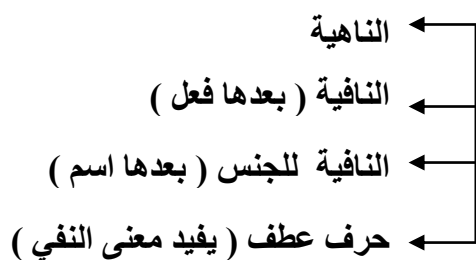 الناهية
النافية ( بعدها فعل )
النافية للجنس ( بعدها اسم )
حرف عطف ( يفيد معنى النفي )